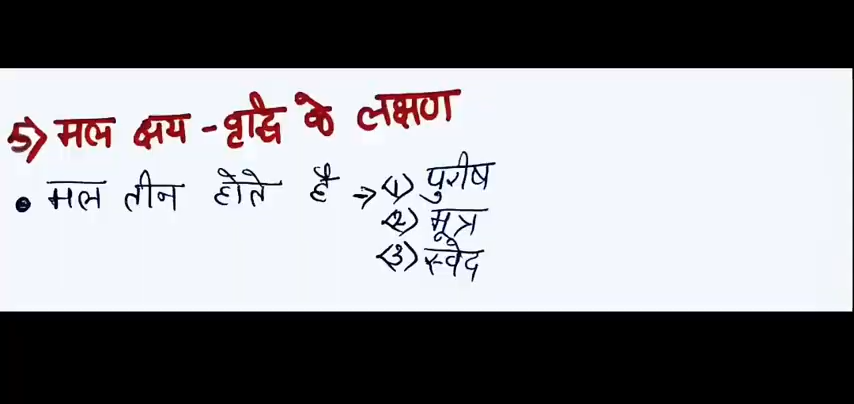 5) मल क्षय - वृद्धि के लक्षण
• मल तीन होते है → (1) पुरीष
(2) मूत्र
(3) स्वेद